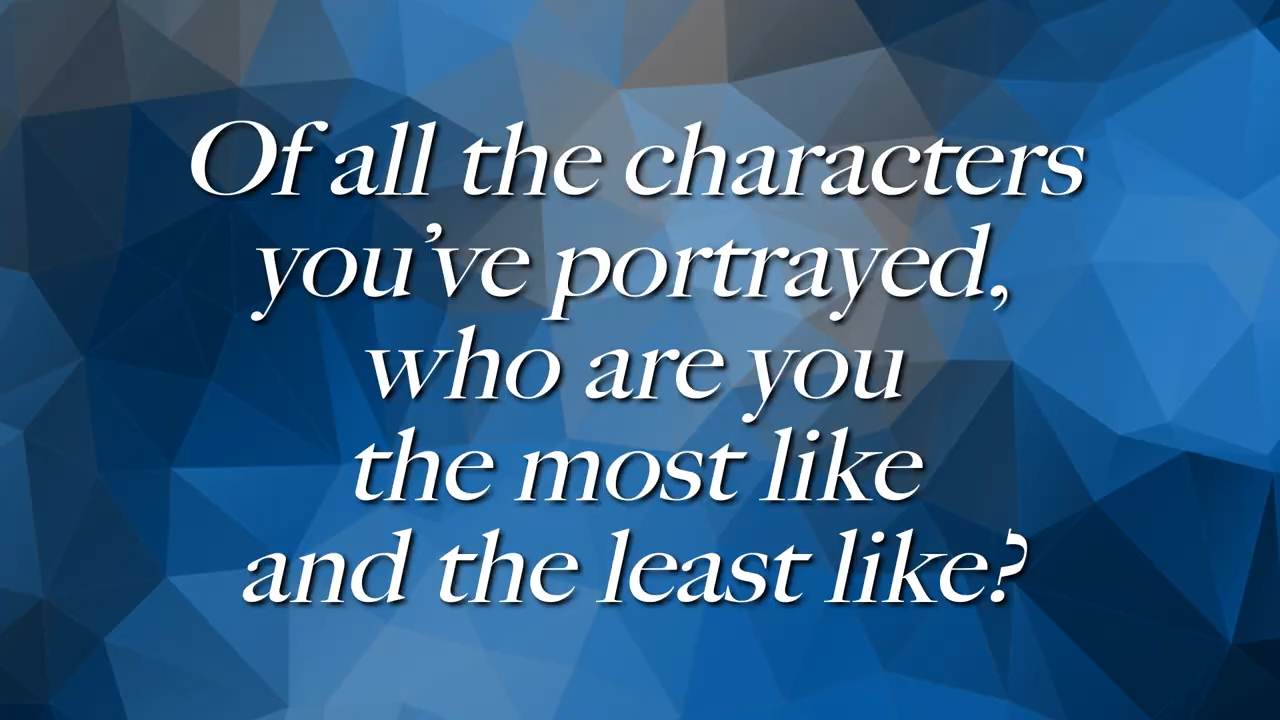 Of all the characters
you’ve portrayed,
who are you
the most like
and the least like?